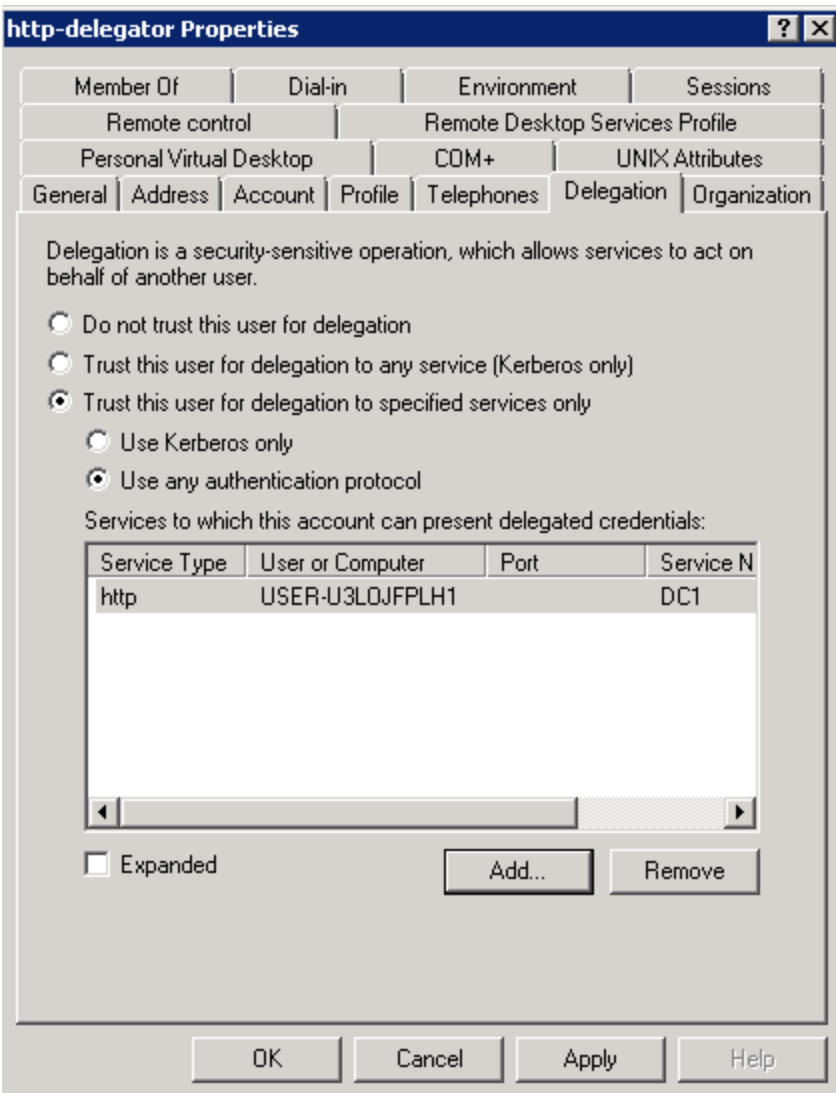 http-delegator Properties
Member Of Dial-in Environment Sessions
Remote control Remote Desktop Services Profile
Personal Virtual Desktop COM+ UNIX Attributes
General Address Account Profile Telephones Delegation Organization
Delegation is a security-sensitive operation, which allows services to act on
behalf of another user.
Do not trust this user for delegation
Trust this user for delegation to any service (Kerberos only)
Trust this user for delegation to specified services only
Use Kerberos only
Use any authentication protocol
Services to which this account can present delegated credentials:
Service Type User or Computer Port Service N
http USER-U3LOJFPLH1 DC1
Expanded Add... Remove
OK Cancel Apply Help